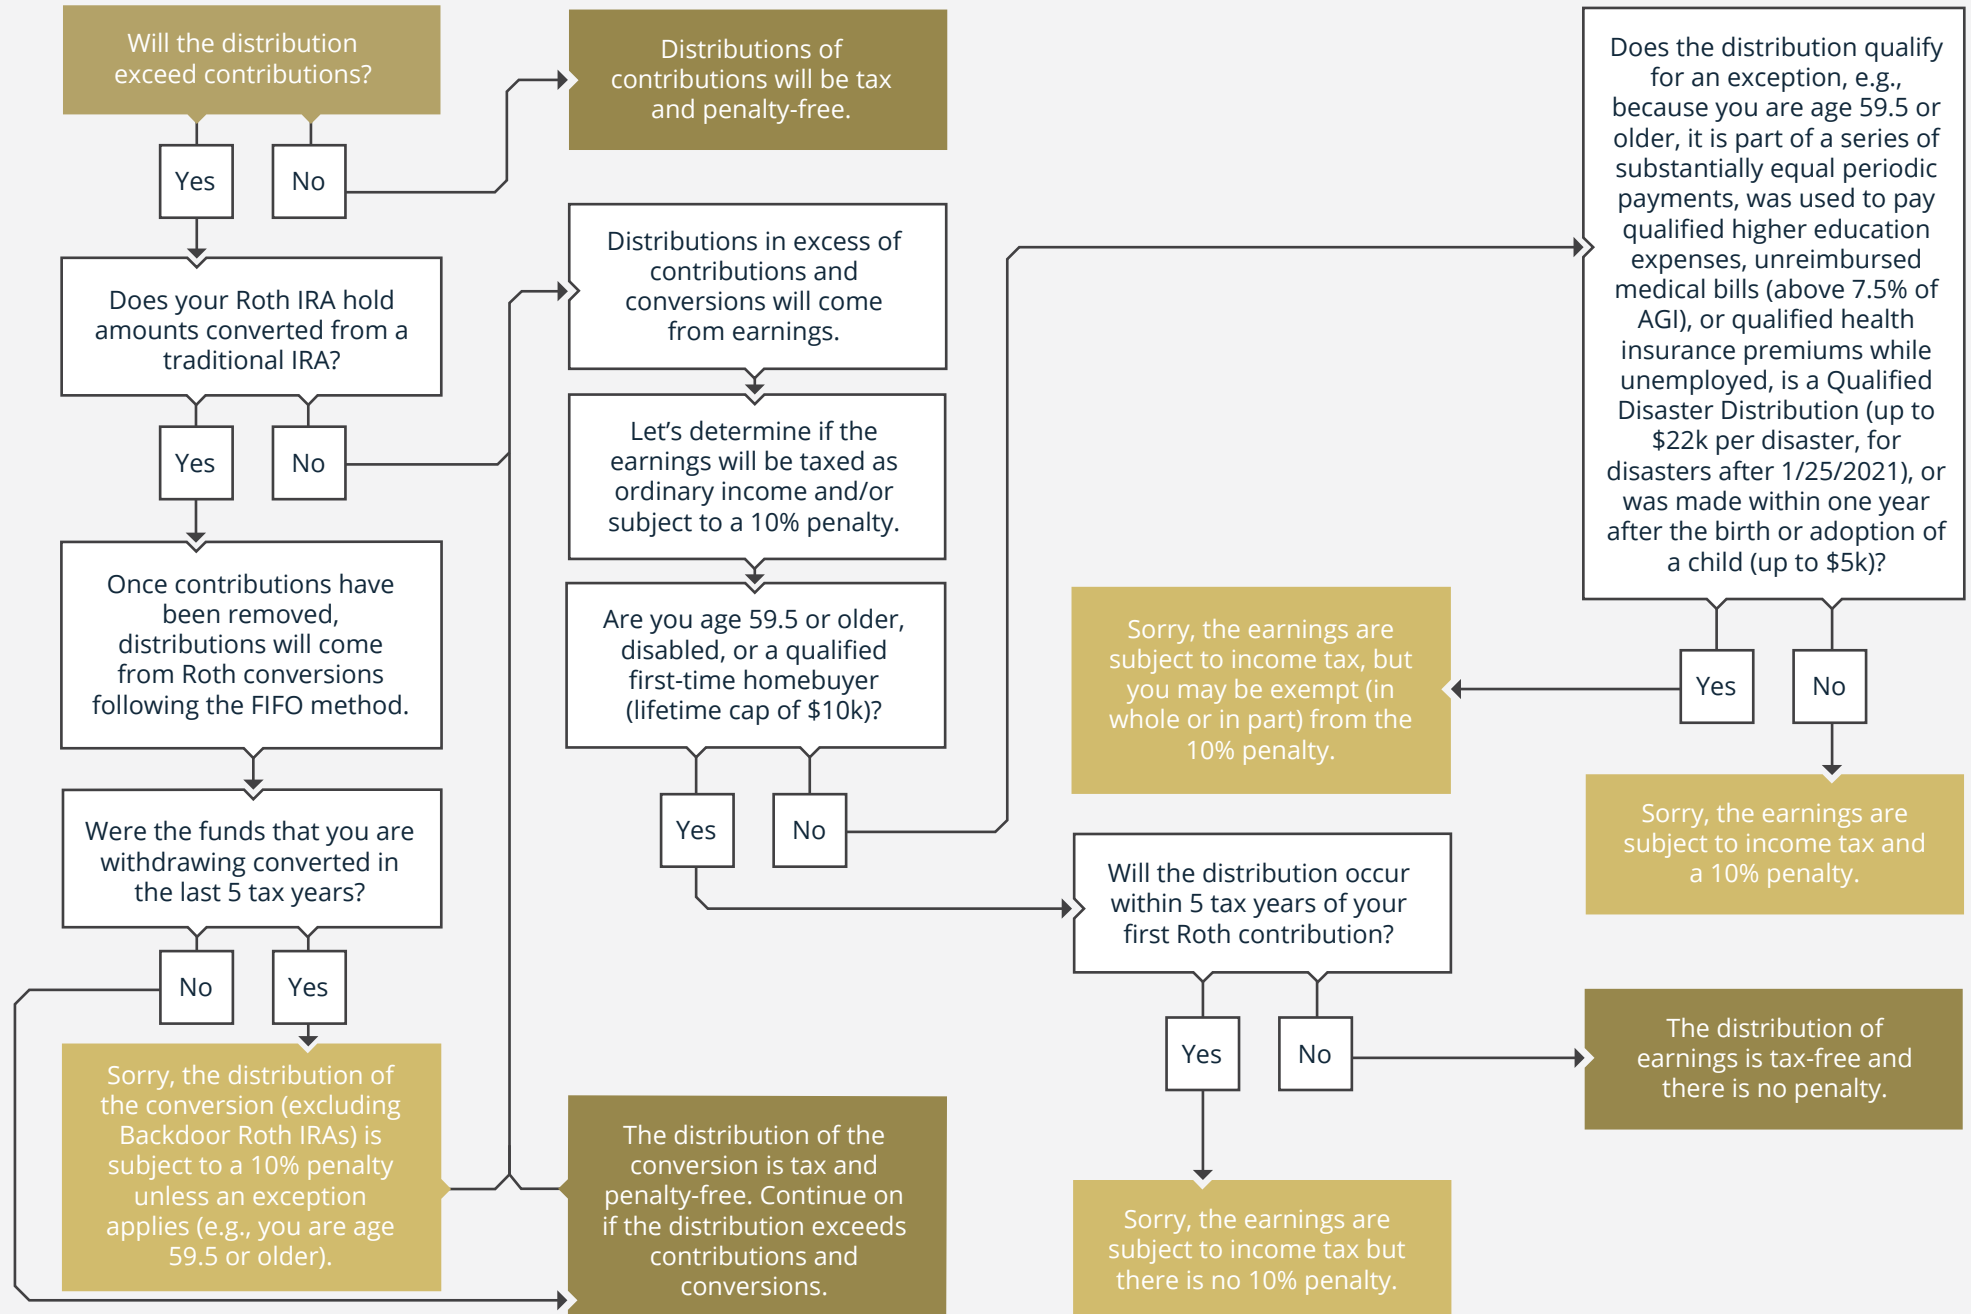 Will the distribution
exceed contributions?
Yes
No
Distributions of
contributions will be tax
and penalty-free.
Does your Roth IRA hold
amounts converted from a
traditional IRA?
Yes
No
Once contributions have
been removed,
distributions will come
from Roth conversions
following the FIFO method.
Were the funds that you are
withdrawing converted in
the last 5 tax years?
No
Yes
Sorry, the distribution of
the conversion (excluding
Backdoor Roth IRAs) is
subject to a 10% penalty
unless an exception
applies (e.g., you are age
59.5 or older).
The distribution of the
conversion is tax and
penalty-free. Continue on
if the distribution exceeds
contributions and
conversions.
Distributions in excess of
contributions and
conversions will come
from earnings.
Let’s determine if the
earnings will be taxed as
ordinary income and/or
subject to a 10% penalty.
Are you age 59.5 or older,
disabled, or a qualified
first-time homebuyer
(lifetime cap of $10k)?
Yes
No
Will the distribution occur
within 5 tax years of your
first Roth contribution?
Yes
No
Sorry, the earnings are
subject to income tax but
there is no 10% penalty.
The distribution of
earnings is tax-free and
there is no penalty.
Does the distribution qualify
for an exception, e.g.,
because you are age 59.5 or
older, it is part of a series of
substantially equal periodic
payments, was used to pay
qualified higher education
expenses, unreimbursed
medical bills (above 7.5% of
AGI), or qualified health
insurance premiums while
unemployed, is a Qualified
Disaster Distribution (up to
$22k per disaster, for
disasters after 1/25/2021), or
was made within one year
after the birth or adoption of
a child (up to $5k)?
Yes
No
Sorry, the earnings are
subject to income tax, but
you may be exempt (in
whole or in part) from the
10% penalty.
Sorry, the earnings are
subject to income tax and
a 10% penalty.